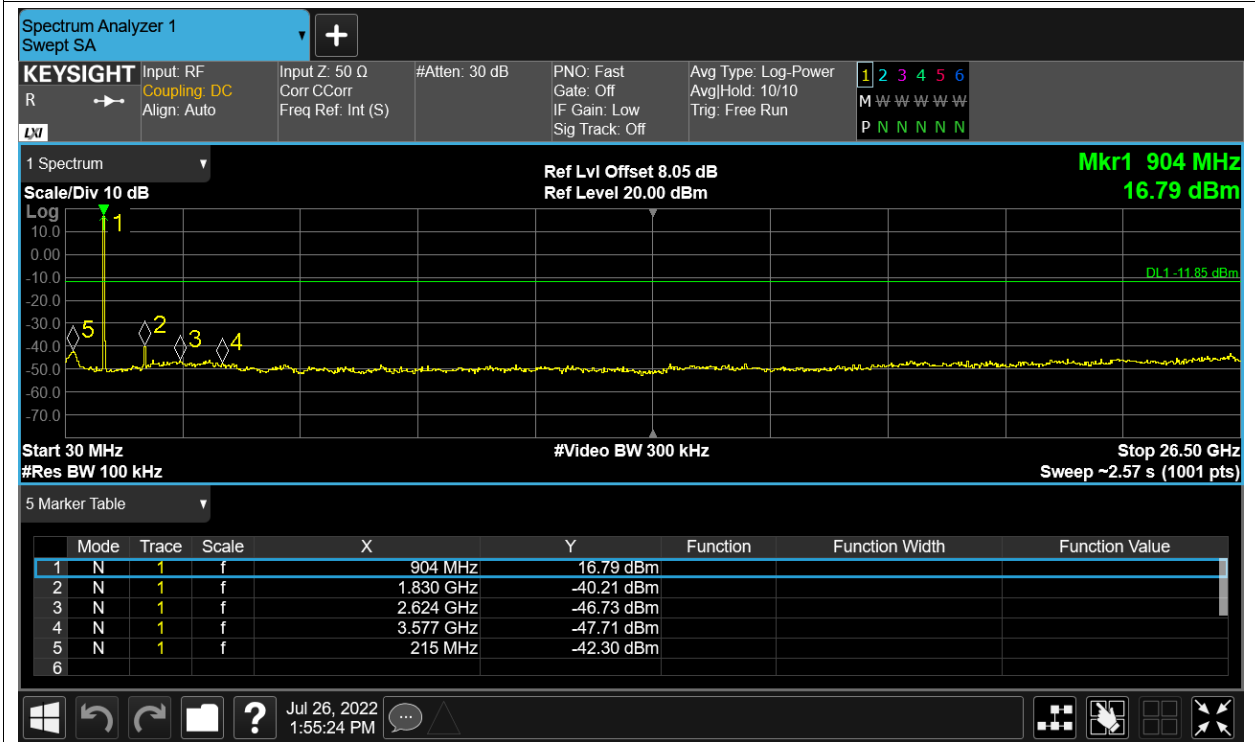 Spectrum Analyzer 1
Swept SA
+
KEYSIGHT Input: RF Input Z: 50 Ω #Atten: 30 dB PNO: Fast Avg Type: Log-Power 1 2 3 4 5 6
R Coupling: DC Corr CCorr Gate: Off Avg|Hold: 10/10 M W W W W W
Align: Auto Freq Ref: Int (S) IF Gain: Low Trig: Free Run
LXI Sig Track: Off P N N N N N
1 Spectrum Ref Lvl Offset 8.05 dB Mkr1 904 MHz
Scale/Div 10 dB Ref Level 20.00 dBm 16.79 dBm
Log
1
10.0
0.00
-10.0 DL1 -11.85 dBm
-20.0
-30.0 5 2
-40.0 3 4
-50.0
-60.0
-70.0
Start 30 MHz #Video BW 300 kHz Stop 26.50 GHz
#Res BW 100 kHz Sweep ~2.57 s (1001 pts)
5 Marker Table
Mode Trace Scale X Y Function Function Width Function Value
1 N 1 f 904 MHz 16.79 dBm
2 N 1 f 1.830 GHz -40.21 dBm
3 N 1 f 2.624 GHz -46.73 dBm
4 N 1 f 3.577 GHz -47.71 dBm
5 N 1 f 215 MHz -42.30 dBm
6
? Jul 26, 2022
1:55:24 PM